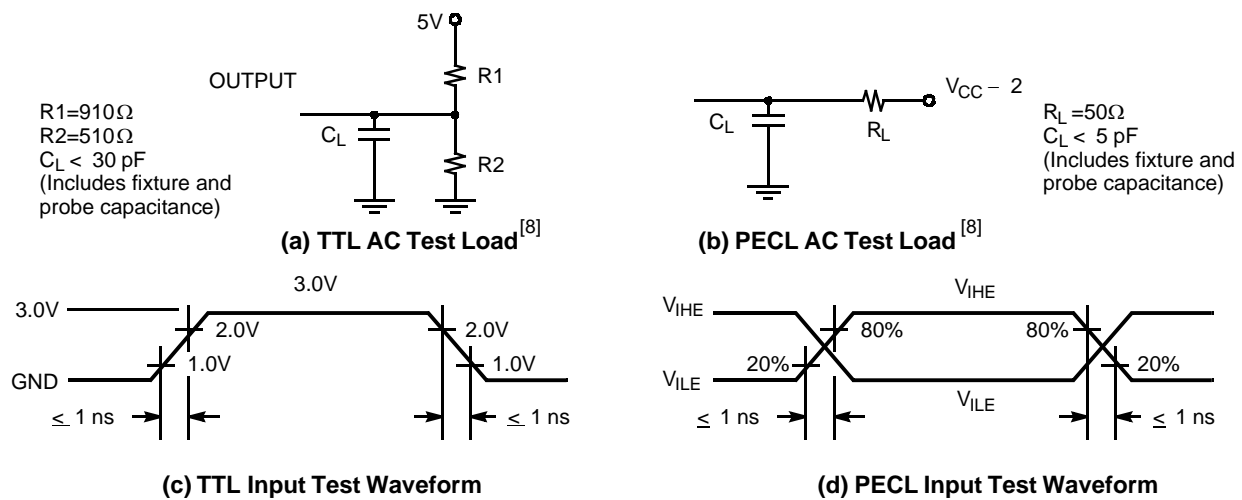 5V
OUTPUT
R1
R1=910Ω
R2=510Ω
C_L < 30 pF
(Includes fixture and
probe capacitance)
C_L
R2
(a) TTL AC Test Load[8]
V_CC – 2
C_L
R_L
R_L=50Ω
C_L < 5 pF
(Includes fixture and
probe capacitance)
(b) PECL AC Test Load[8]
3.0V
3.0V
2.0V
2.0V
1.0V
1.0V
GND
≤ 1 ns
≤ 1 ns
(c) TTL Input Test Waveform
V_IHE
V_IHE
80%
80%
20%
20%
V_ILE
V_ILE
≤ 1 ns
≤ 1 ns
(d) PECL Input Test Waveform